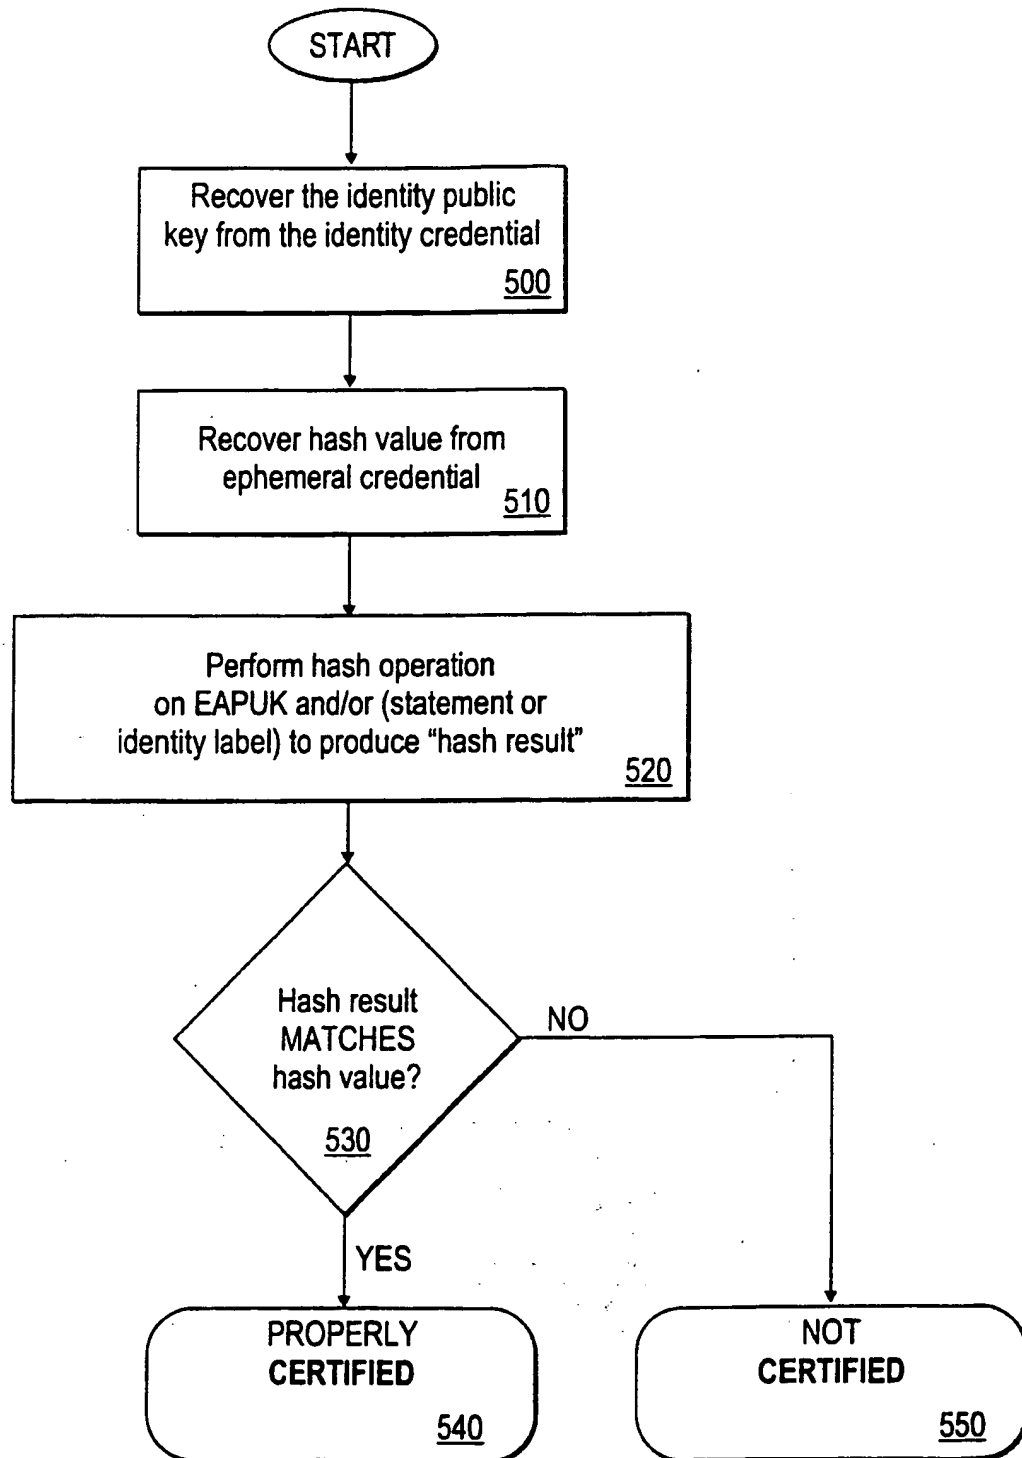 START
Recover the identity public
key from the identity credential
500
Recover hash value from
ephemeral credential
510
Perform hash operation
on EAPUK and/or (statement or
identity label) to produce “hash result”
520
Hash result
MATCHES
hash value?
530
NO
YES
PROPERLY
CERTIFIED
540
NOT
CERTIFIED
550